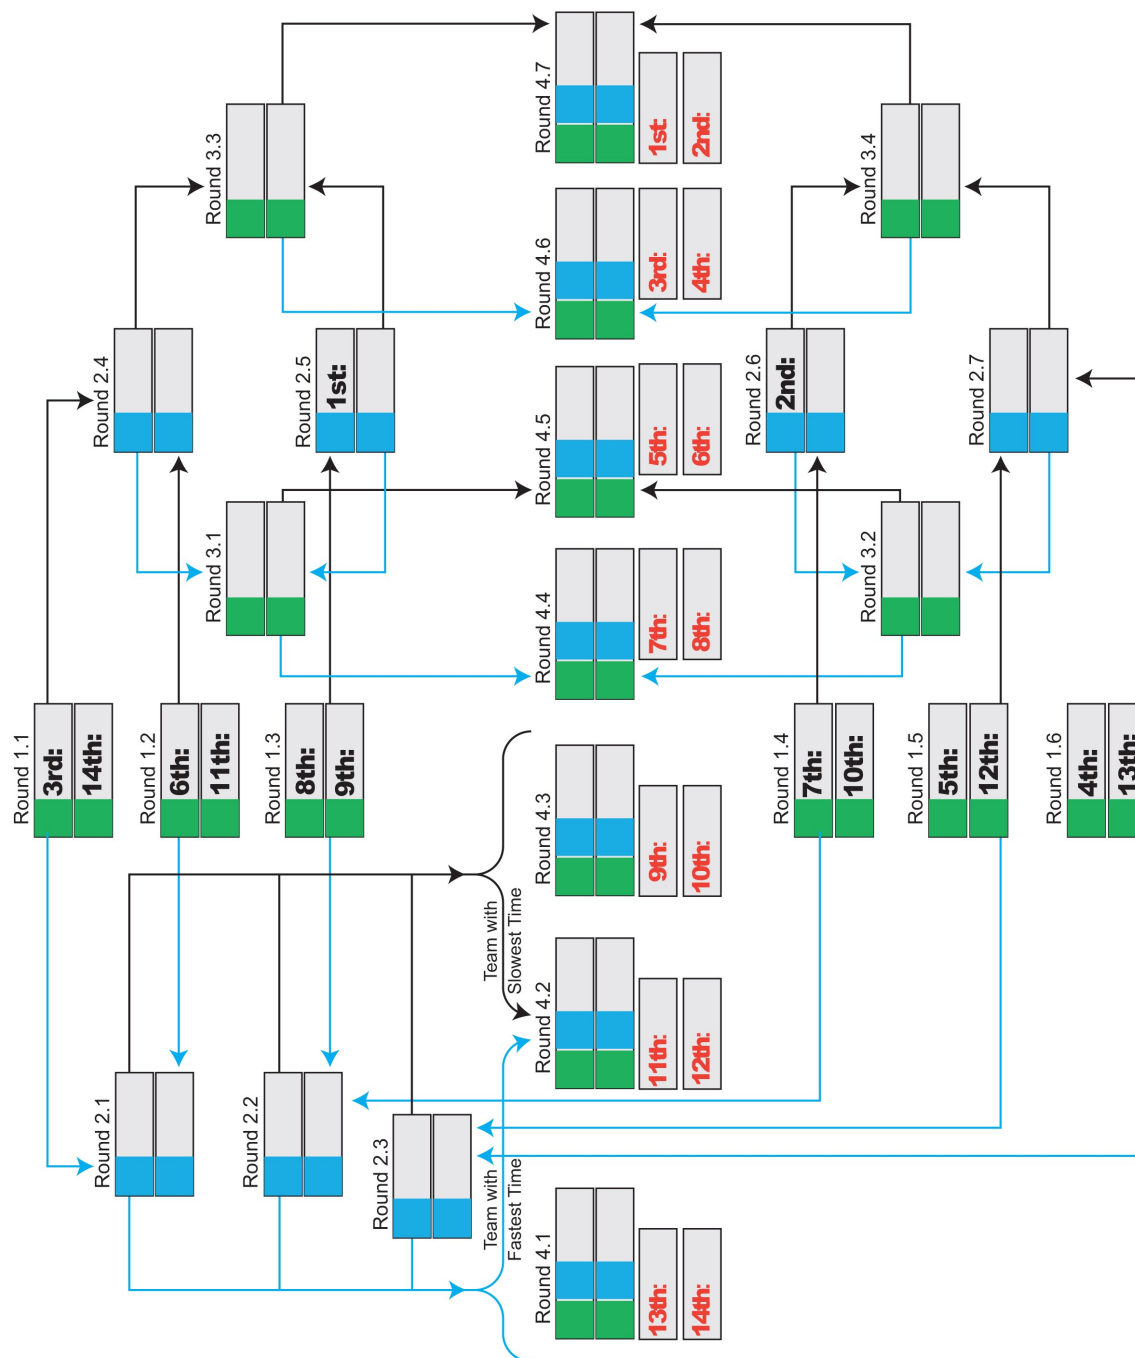 Round 1.1
3rd:
14th:
Round 1.2
6th:
11th:
Round 1.3
8th:
9th:
Round 1.4
7th:
10th:
Round 1.5
5th:
12th:
Round 1.6
4th:
13th:
Round 2.1
Round 2.2
Round 2.3
Round 2.4
Round 2.5
1st:
Round 2.6
2nd:
Round 2.7
Round 3.1
Round 3.2
Round 3.3
Round 3.4
Team with
Fastest Time
Team with
Slowest Time
Round 4.1
13th:
14th:
Round 4.2
11th:
12th:
Round 4.3
9th:
10th:
Round 4.4
7th:
8th:
Round 4.5
5th:
6th:
Round 4.6
3rd:
4th:
Round 4.7
1st:
2nd: